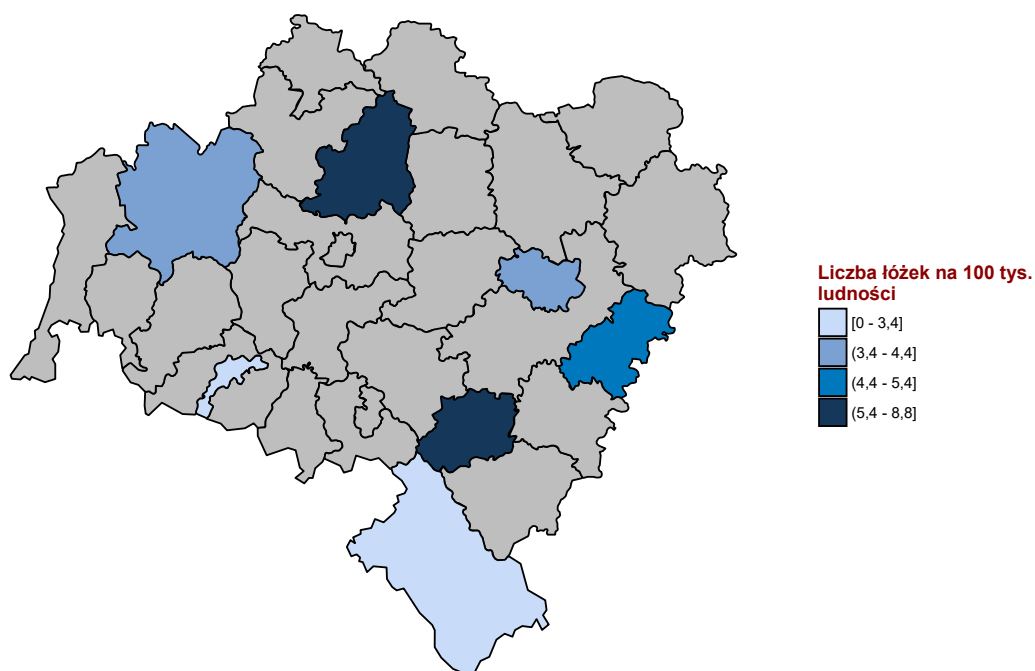 Liczba łóżek na 100 tys.
ludności
[0 - 3,4]
(3,4 - 4,4]
(4,4 - 5,4]
(5,4 - 8,8]